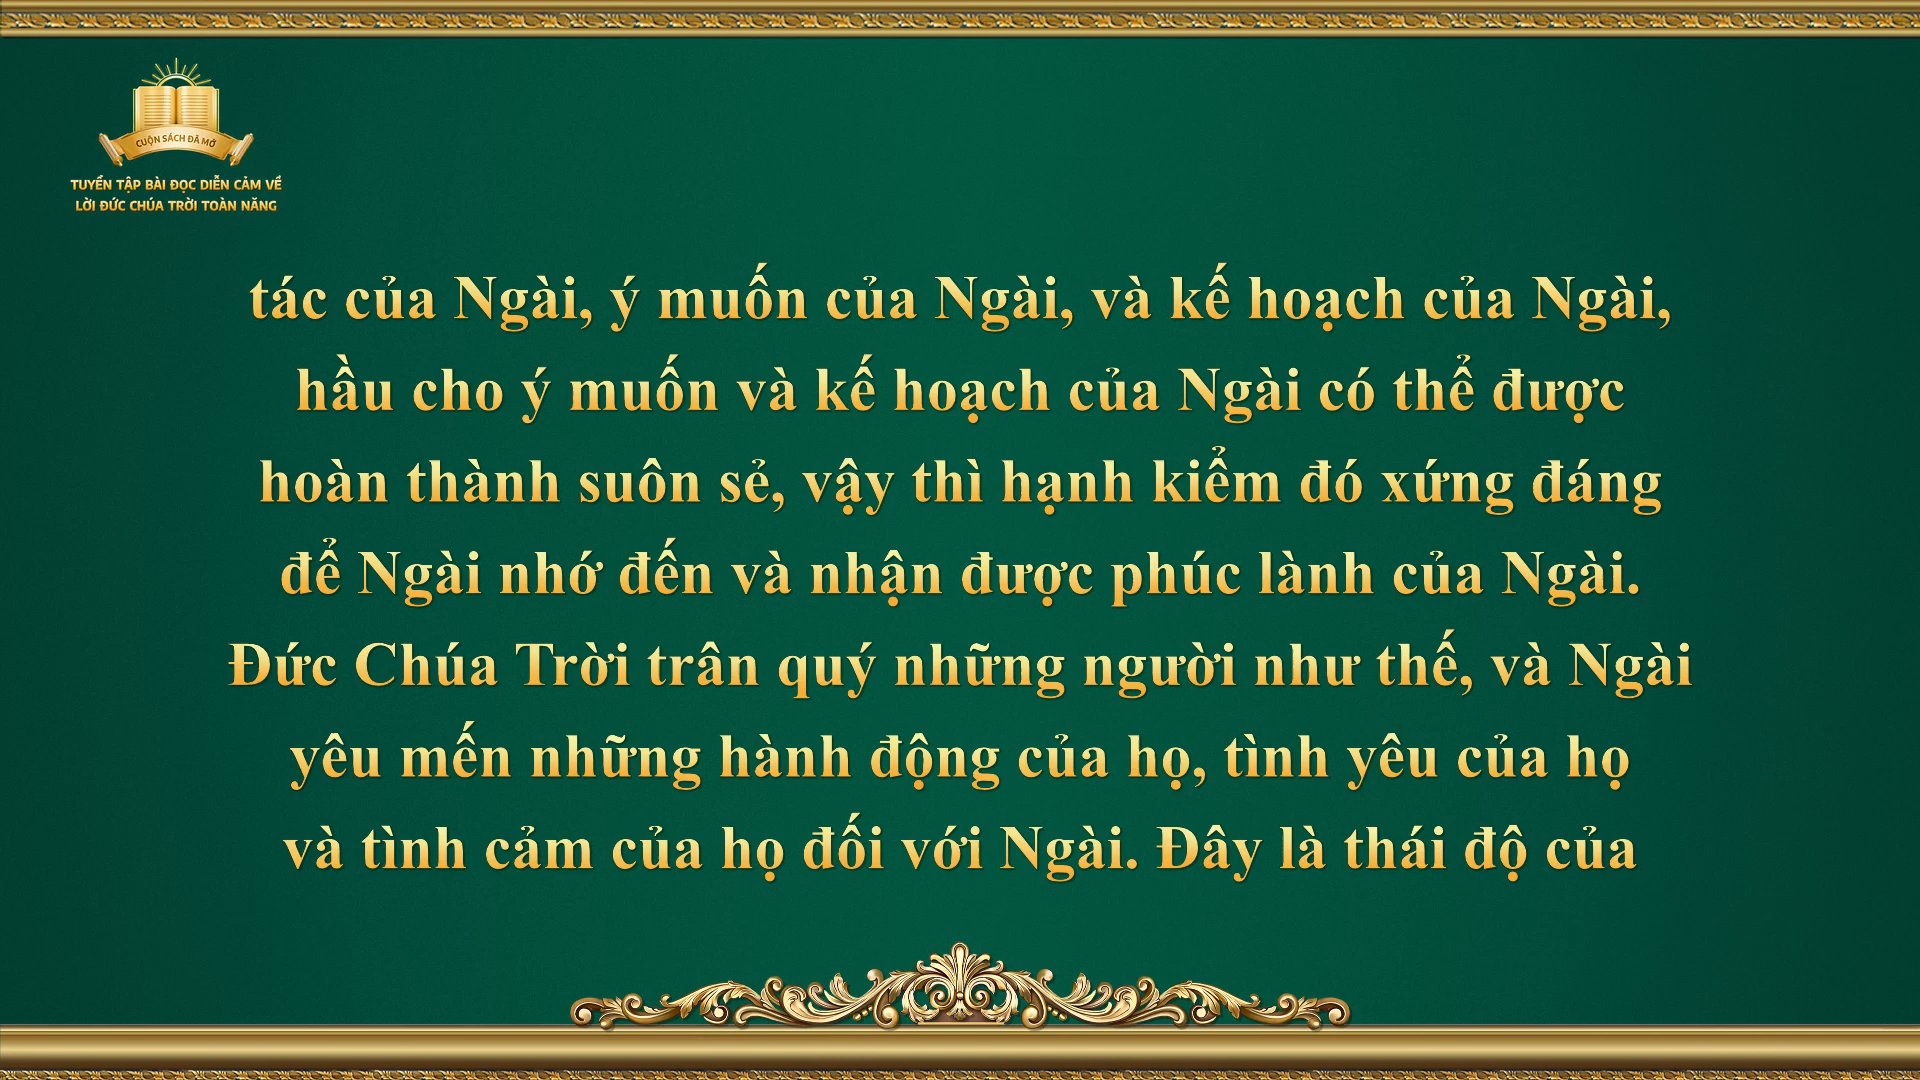 CUỘN SÁCH ĐÃ MỞ
TUYỂN TẬP BÀI ĐỌC DIỄN CẢM VỀ
LỜI ĐỨC CHÚA TRỜI TOÀN NĂNG
tác của Ngài, ý muốn của Ngài, và kế hoạch của Ngài,
hầu cho ý muốn và kế hoạch của Ngài có thể được
hoàn thành suôn sẻ, vậy thì hạnh kiểm đó xứng đáng
để Ngài nhớ đến và nhận được phúc lành của Ngài.
Đức Chúa Trời trân quý những người như thế, và Ngài
yêu mến những hành động của họ, tình yêu của họ
và tình cảm của họ đối với Ngài. Đây là thái độ của